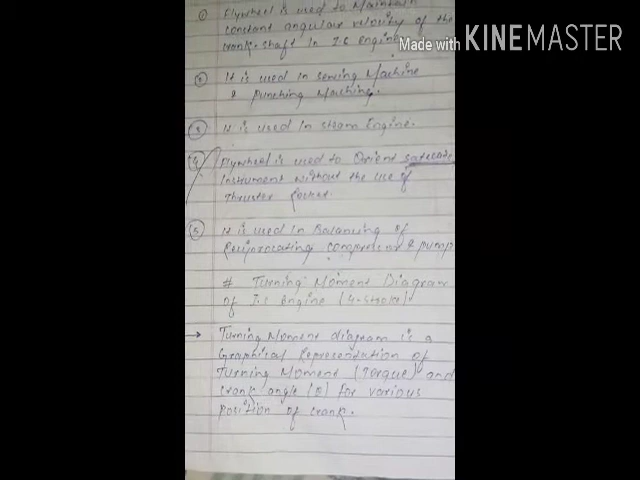 ① Flywheel is used to Maintain
constant angular velocity of the
crank-shaft in I.C engine
Made with KINEMASTER
② It is used in sewing Machine
& Punching Machine.
③ It is used in steam Engine.
④ Flywheel is used to Orient satellite
Instrument without the use of
Thruster
⑤ It is used in Balancing of
Reciprocating compressor & pump
# Turning Moment Diagram
of I.C engine (4-stroke)
→ Turning Moment diagram is a
Graphical Representation of
Turning Moment (Torque) and
crank angle (θ) for various
position of crank.